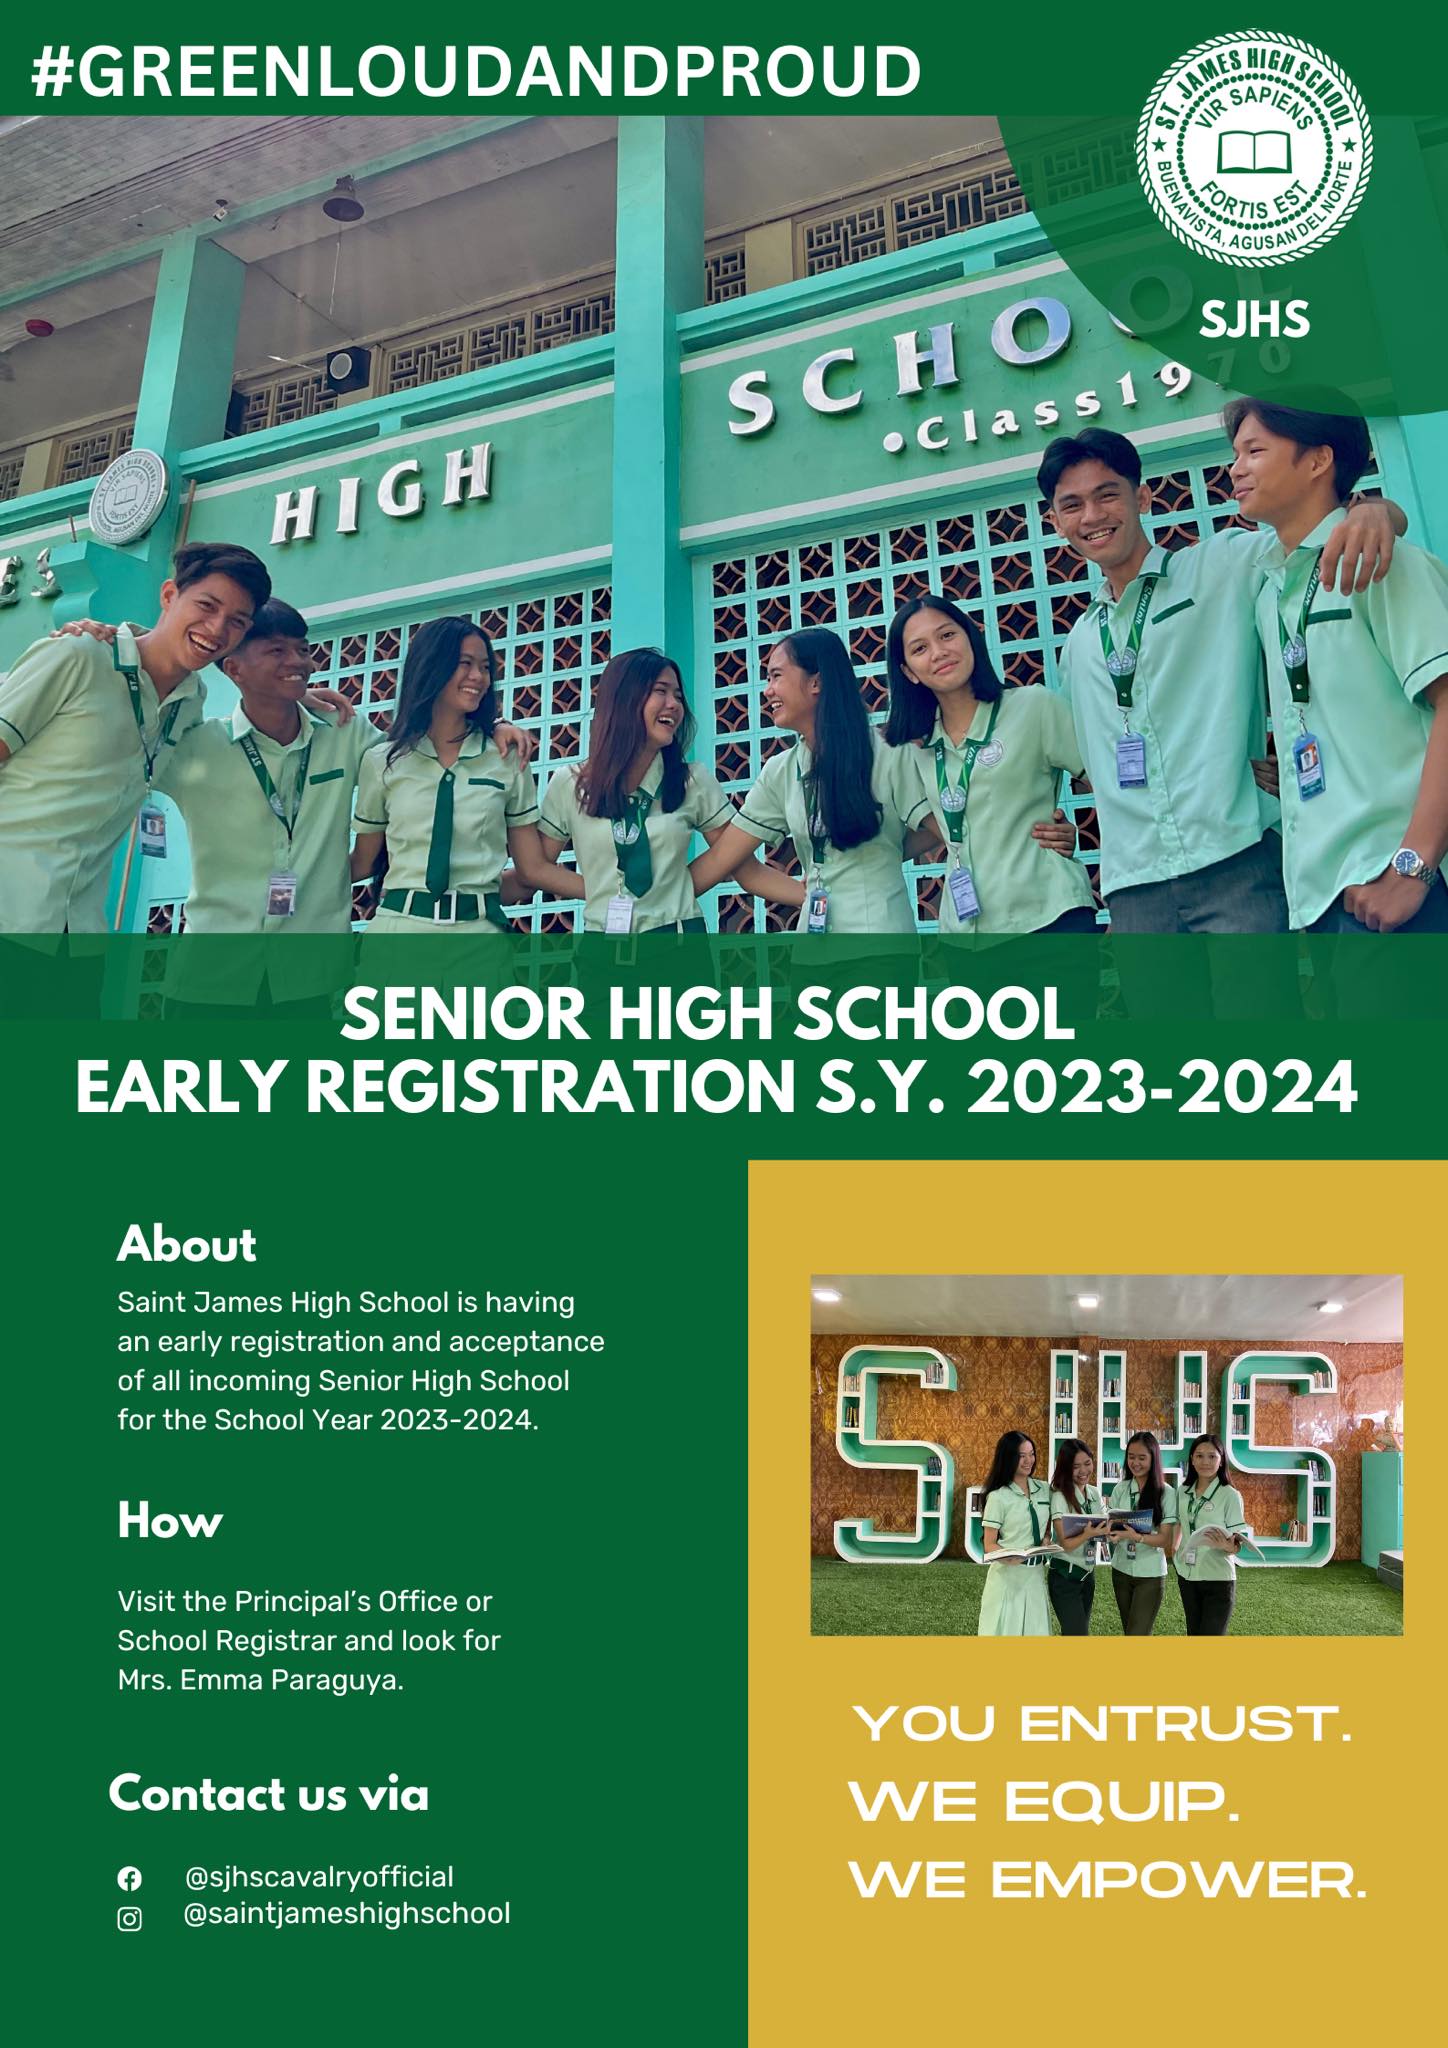 #GREENLOUDANDPROUD
ST. JAMES HIGH SCHOOL
VIR SAPIENS
FORTIS EST
BUENAVISTA, AGUSAN DEL NORTE
SJHS
HIGH
SCHOOL
•Class1970
SENIOR HIGH SCHOOL
EARLY REGISTRATION S.Y. 2023-2024
About
Saint James High School is having
an early registration and acceptance
of all incoming Senior High School
for the School Year 2023-2024.
How
Visit the Principal’s Office or
School Registrar and look for
Mrs. Emma Paraguya.
Contact us via
@sjhscavalryofficial
@saintjameshighschool
SJHS
YOU ENTRUST.
WE EQUIP.
WE EMPOWER.